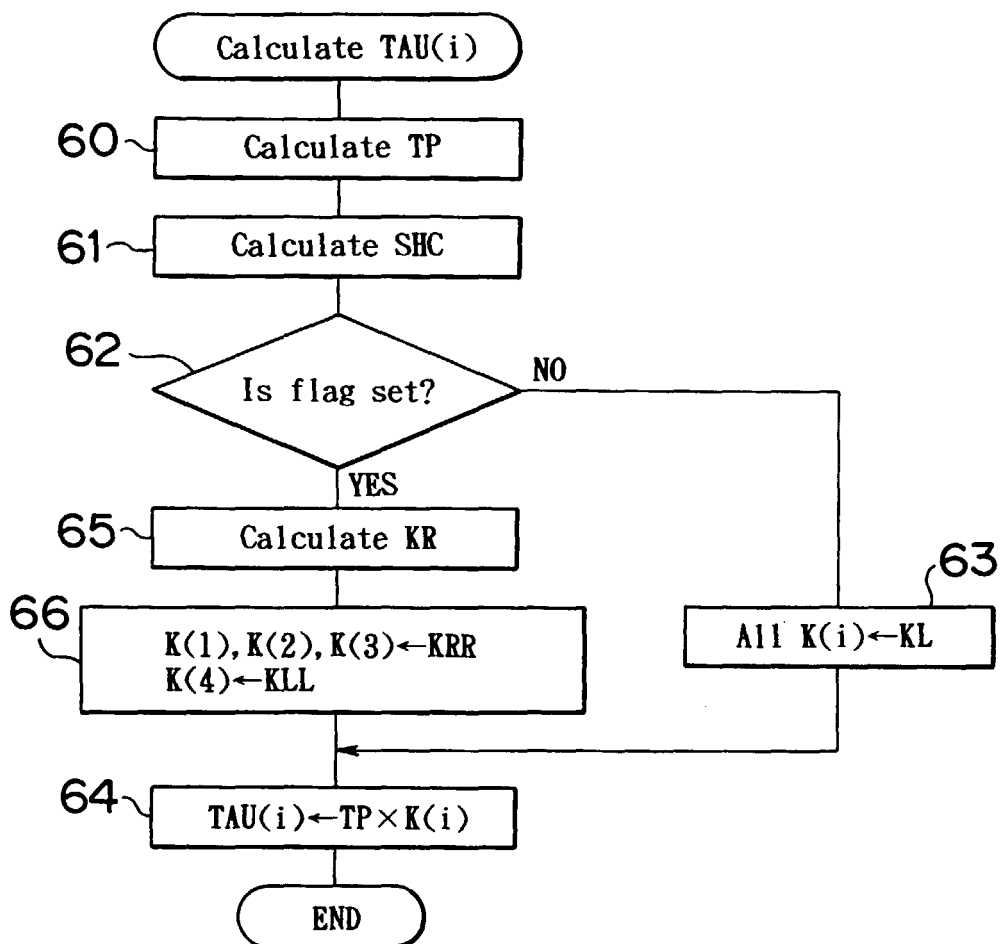 Calculate TAU(i)
60
Calculate TP
61
Calculate SHC
62
Is flag set?
NO
YES
65
Calculate KR
63
66
K(1),K(2),K(3)←KRR
K(4)←KLL
All K(i)←KL
64
TAU(i)←TP×K(i)
END